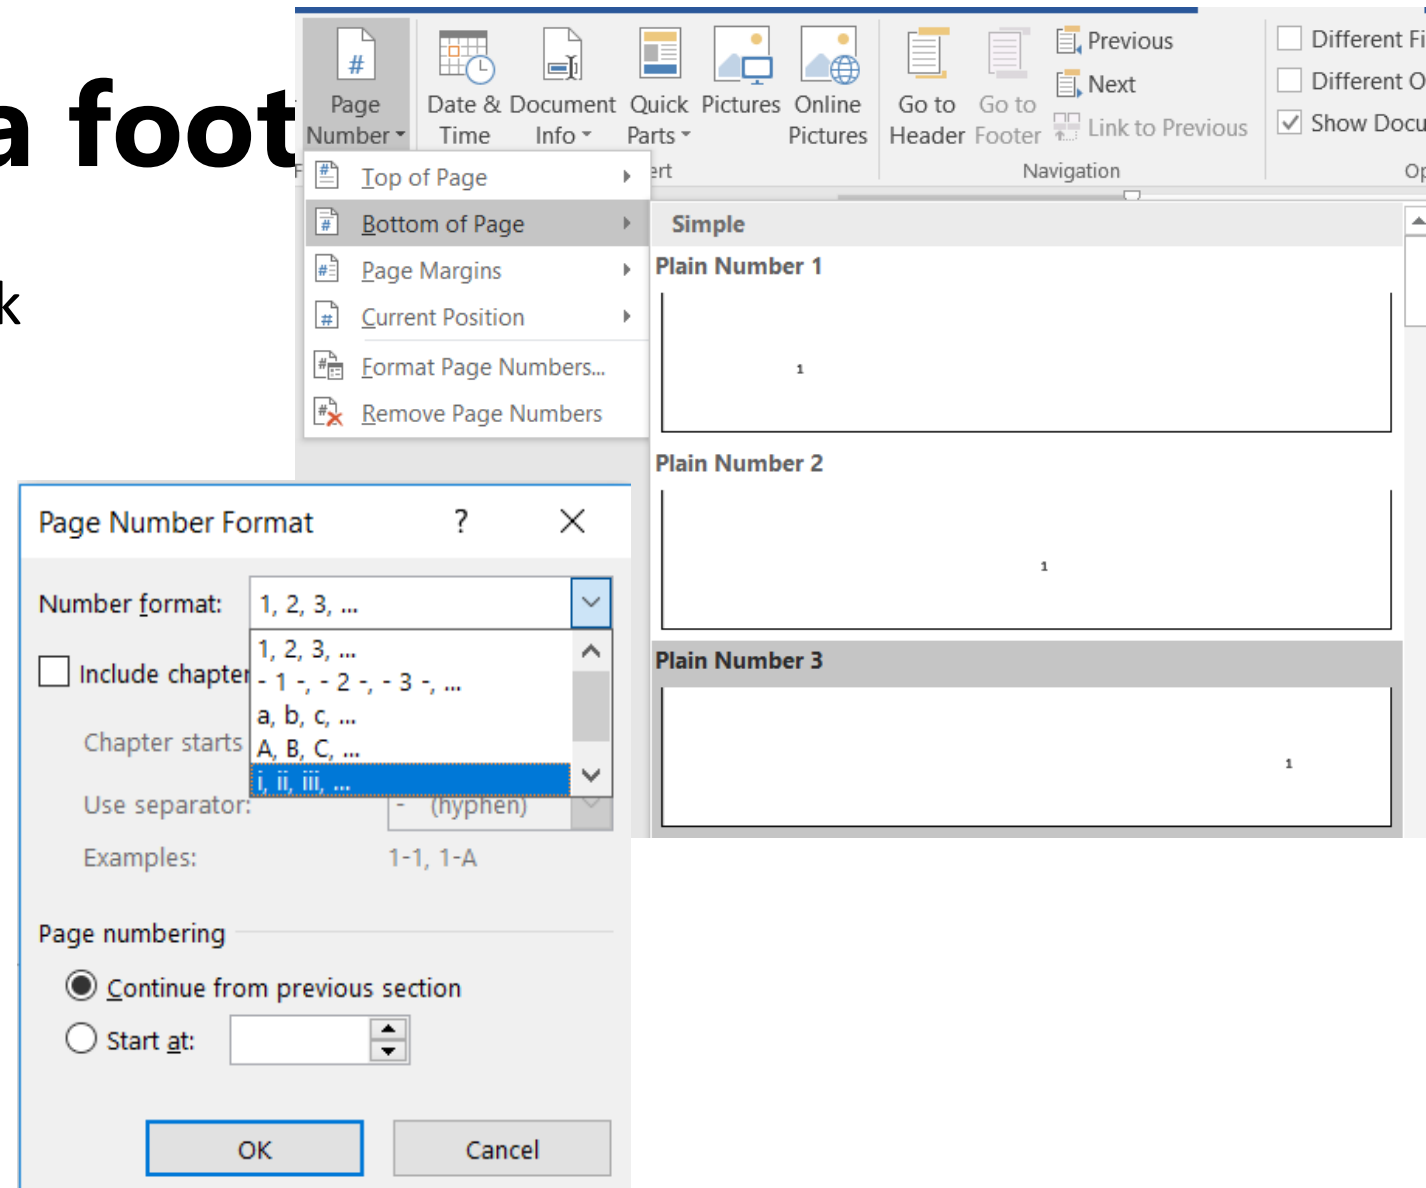 a foot
k
Page Number
Date & Time
Document Info
Quick Parts
Pictures
Online Pictures
Go to Header
Go to Footer
Previous
Next
Link to Previous
Different Fi
Different O
Show Docu
ert
Navigation
Op
Top of Page
Bottom of Page
Page Margins
Current Position
Format Page Numbers...
Remove Page Numbers
Simple
Plain Number 1
1
Plain Number 2
1
Plain Number 3
1
Page Number Format ?
Number format: 1, 2, 3, ...
1, 2, 3, ...
- 1 -, - 2 -, - 3 -, ...
a, b, c, ...
A, B, C, ...
i, ii, iii, ...
Include chapter
Chapter starts
Use separator: - (hyphen)
Examples: 1-1, 1-A
Page numbering
Continue from previous section
Start at:
OK Cancel